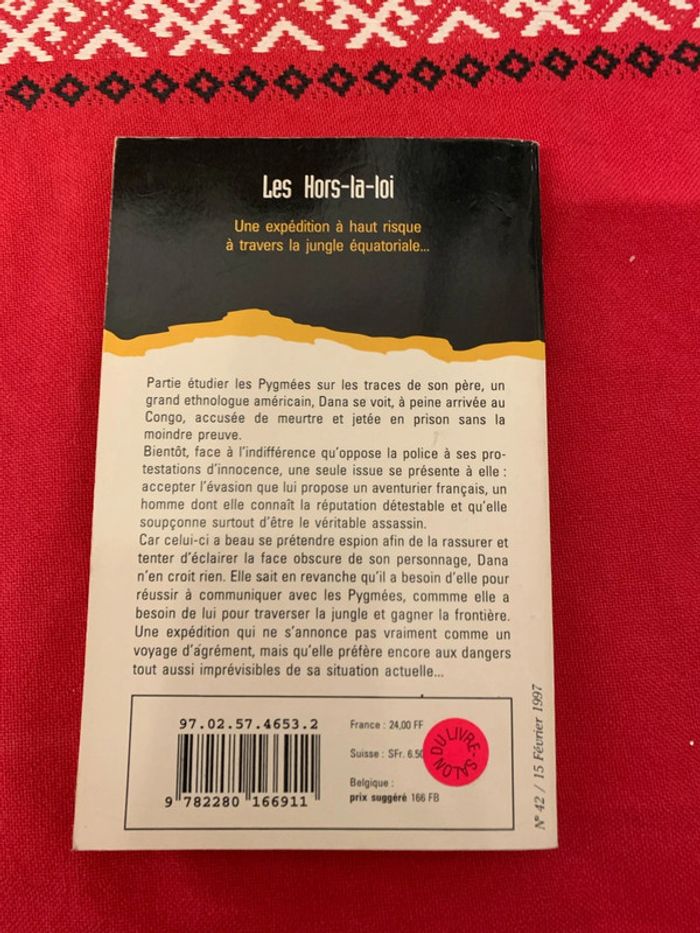 Les Hors-la-loi
Une expédition à haut risque
à travers la jungle équatoriale...
Partie étudier les Pygmées sur les traces de son père, un
grand ethnologue américain, Dana se voit, à peine arrivée au
Congo, accusée de meurtre et jetée en prison sans la
moindre preuve.
Bientôt, face à l'indifférence qu'oppose la police à ses pro-
testations d'innocence, une seule issue se présente à elle :
accepter l'évasion que lui propose un aventurier français, un
homme dont elle connaît la réputation détestable et qu'elle
soupçonne surtout d'être le véritable assassin.
Car celui-ci a beau se prétendre espion afin de la rassurer et
tenter d'éclairer la face obscure de son personnage, Dana
n'en croit rien. Elle sait en revanche qu'il a besoin d'elle pour
réussir à communiquer avec les Pygmées, commme elle a
besoin de lui pour traverser la jungle et gagner la frontière.
Une expédition qui ne s'annonce pas vraiment comme un
voyage d'agrément, mais qu'elle préfère encore aux dangers
tout aussi imprévisibles de sa situation actuelle...
97.02.57.4653.2
9 782280 166911
France : 24,00 FF
Suisse : SFr. 6.50
Belgique :
prix suggéré 166 FB
SALON DU LIVRE
N° 42 / 15 Février 1997